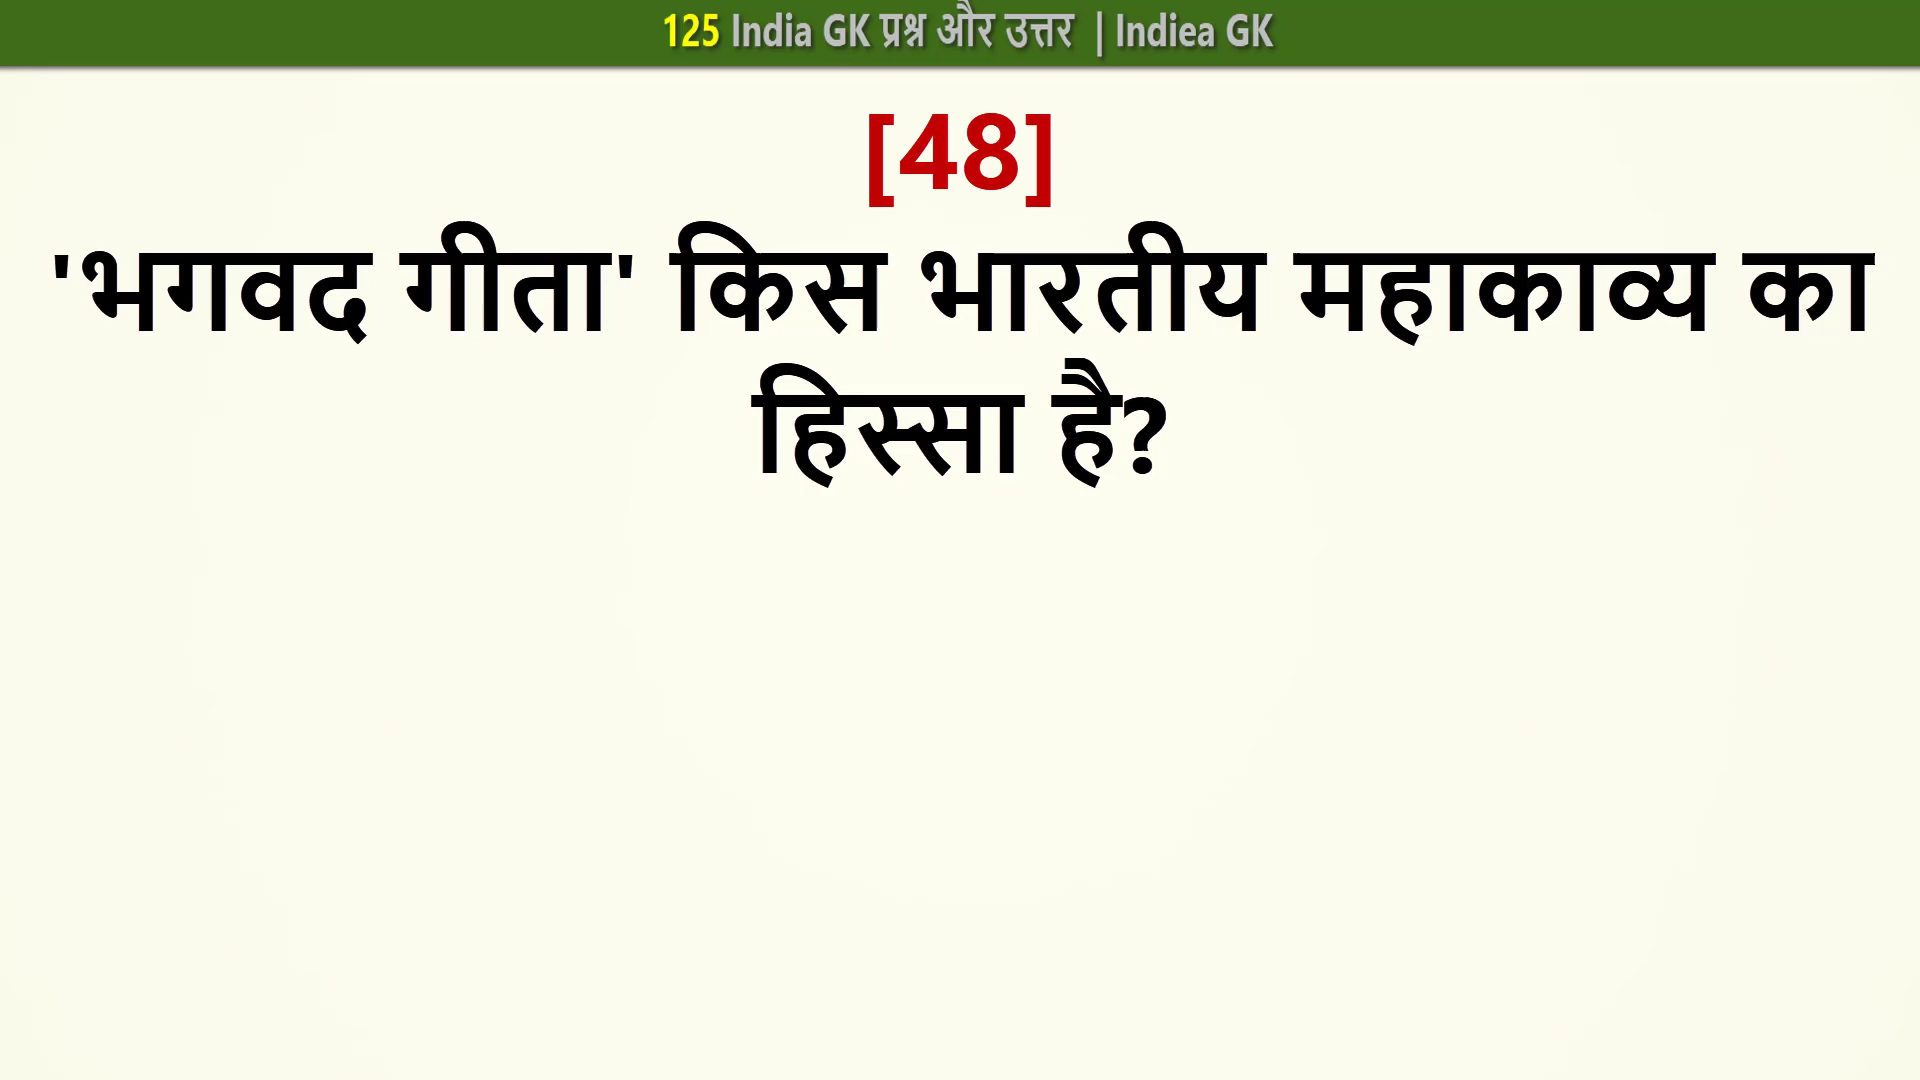 125 India GK प्रश्न और उत्तर | Indiea GK
[48]
'भगवद गीता' किस भारतीय महाकाव्य का
हिस्सा है?